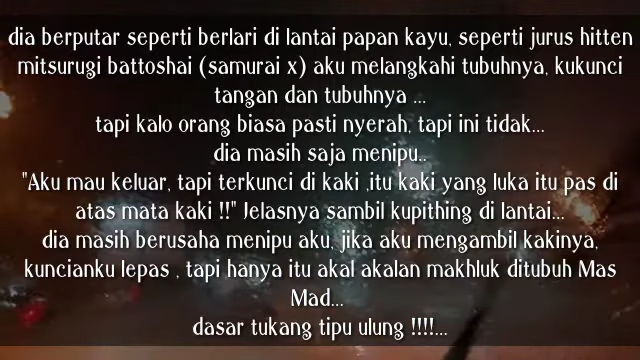 dia berputar seperti berlari di lantai papan kayu, seperti jurus hitten
mitsurugi battoshai (samurai x) aku melangkahi tubuhnya, kukunci
tangan dan tubuhnya ...
tapi kalo orang biasa pasti nyerah, tapi ini tidak...
dia masih saja menipu..
"Aku mau keluar, tapi terkunci di kaki ,itu kaki yang luka itu pas di
atas mata kaki !!" Jelasnya sambil kupithing di lantai...
dia masih berusaha menipu aku, jika aku mengambil kakinya,
kuncianku lepas , tapi hanya itu akal akalan makhluk ditubuh Mas
Mad...
dasar tukang tipu ulung !!!!...